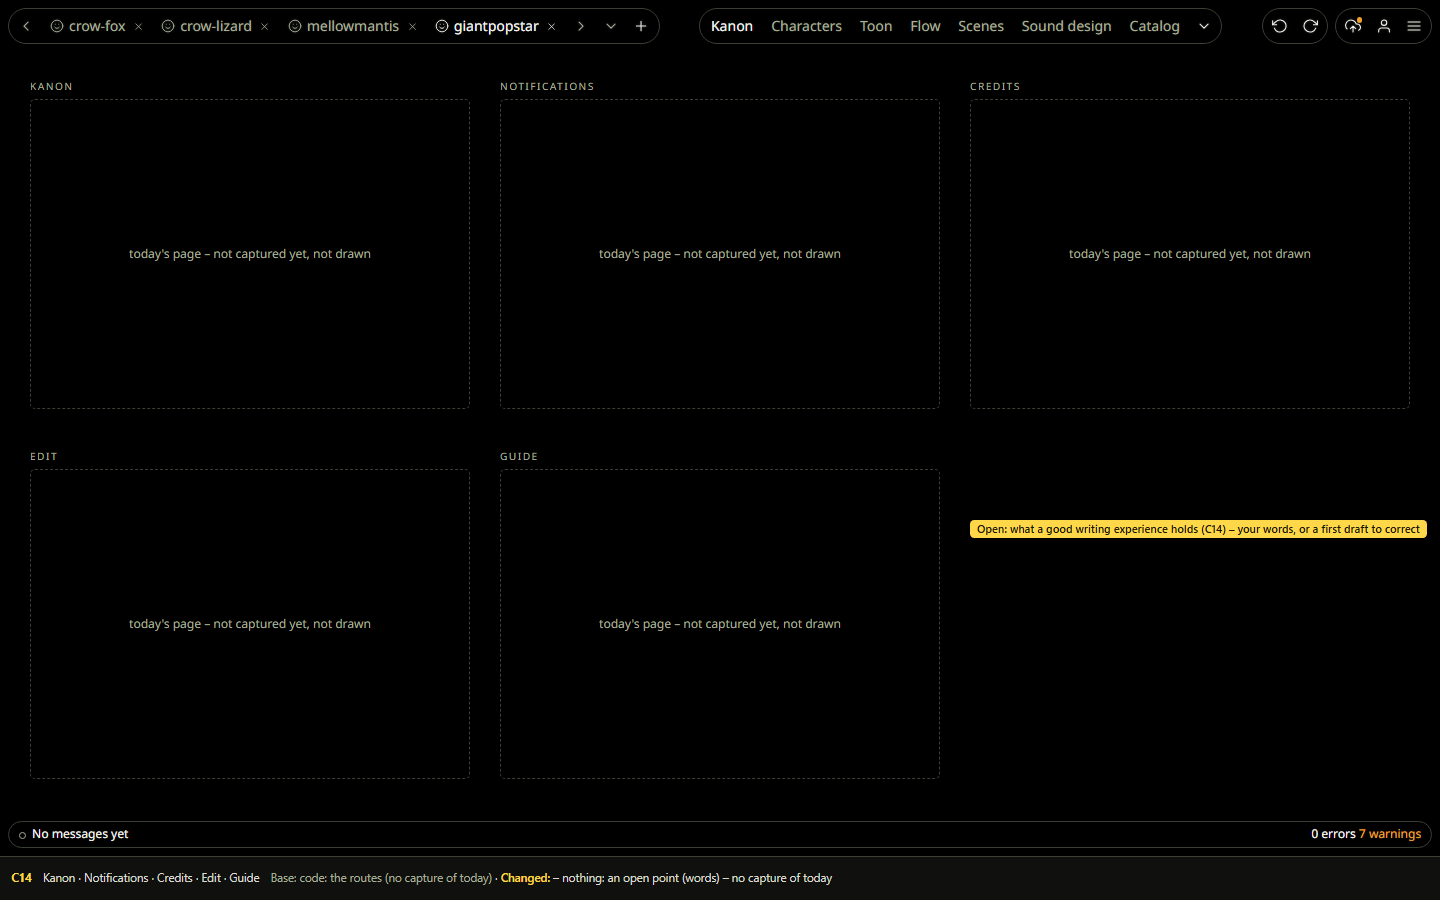 crow-fox crow-lizard mellowmantis giantpopstar Kanon Characters Toon Flow Scenes Sound design Catalog
KANON NOTIFICATIONS CREDITS
today's page – not captured yet, not drawn today's page – not captured yet, not drawn today's page – not captured yet, not drawn
EDIT GUIDE
Open: what a good writing experience holds (C14) – your words, or a first draft to correct
today's page – not captured yet, not drawn today's page – not captured yet, not drawn
No messages yet 0 errors 7 warnings
C14 Kanon · Notifications · Credits · Edit · Guide Base: code: the routes (no capture of today) · Changed: – nothing: an open point (words) – no capture of today